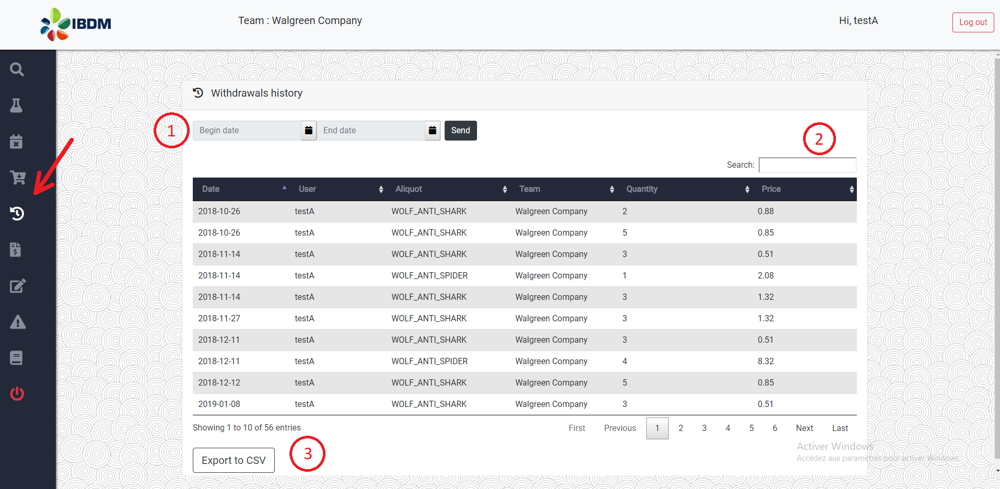 IBDM
Team : Walgreen Company
Hi, testA
Log out
Withdrawals history
1
Begin date
End date
Send
2
Search:
Date User Aliquot Team Quantity Price
2018-10-26 testA WOLF_ANTI_SHARK Walgreen Company 2 0.88
2018-10-26 testA WOLF_ANTI_SHARK Walgreen Company 5 0.85
2018-11-14 testA WOLF_ANTI_SHARK Walgreen Company 3 0.51
2018-11-14 testA WOLF_ANTI_SPIDER Walgreen Company 1 2.08
2018-11-14 testA WOLF_ANTI_SHARK Walgreen Company 3 1.32
2018-11-27 testA WOLF_ANTI_SHARK Walgreen Company 3 1.32
2018-12-11 testA WOLF_ANTI_SHARK Walgreen Company 3 0.51
2018-12-11 testA WOLF_ANTI_SPIDER Walgreen Company 4 8.32
2018-12-12 testA WOLF_ANTI_SHARK Walgreen Company 5 0.85
2019-01-08 testA WOLF_ANTI_SHARK Walgreen Company 3 0.51
Showing 1 to 10 of 56 entries
First Previous 1 2 3 4 5 6 Next Last
Activer Windows
Accédez aux paramètres pour activer Windows.
Export to CSV
3